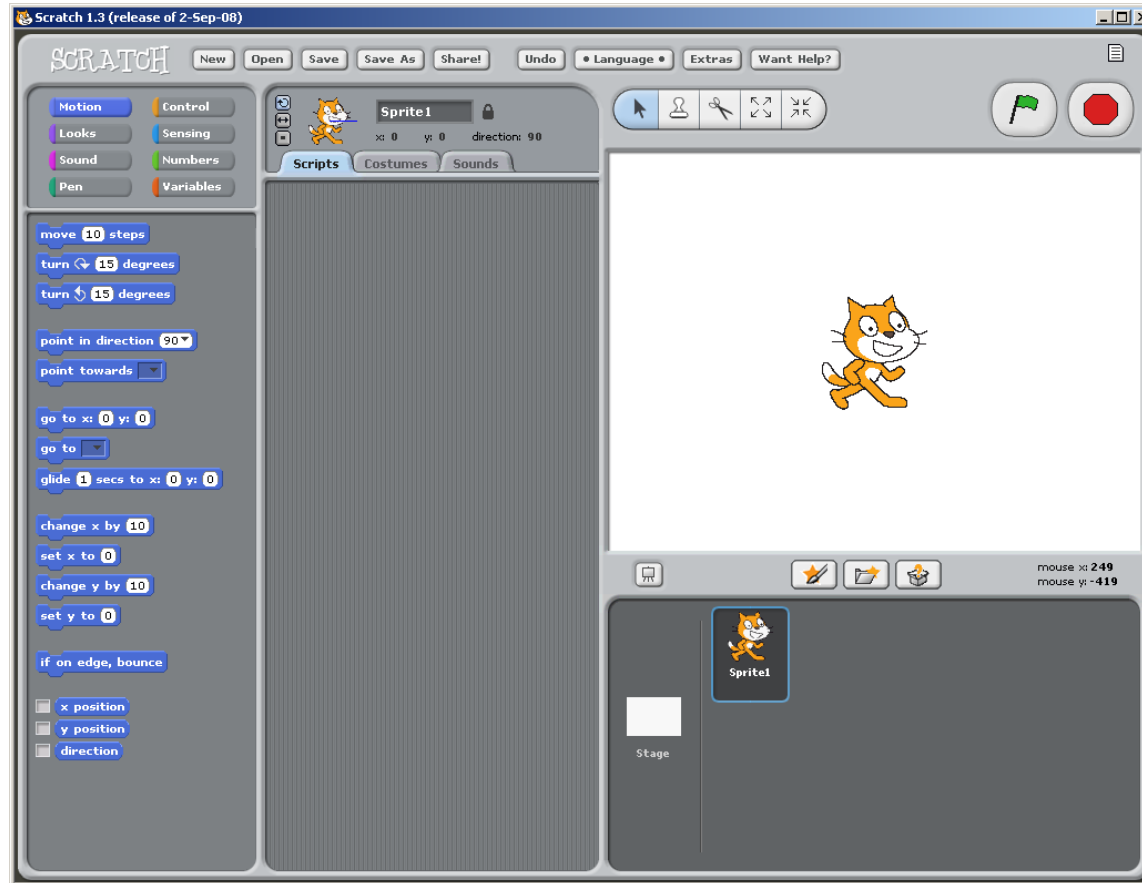 Scratch 1.3 (release of 2-Sep-08)
SCRATCH New Open Save Save As Share! Undo • Language • Extras Want Help?
Motion Control
Looks Sensing
Sound Numbers
Pen Variables
Sprite1
x: 0 y: 0 direction: 90
Scripts Costumes Sounds
move 10 steps
turn 15 degrees
turn 15 degrees
point in direction 90
point towards
go to x: 0 y: 0
go to
glide 1 secs to x: 0 y: 0
change x by 10
set x to 0
change y by 10
set y to 0
if on edge, bounce
x position
y position
direction
mouse x: 249
mouse y: -419
Sprite1
Stage